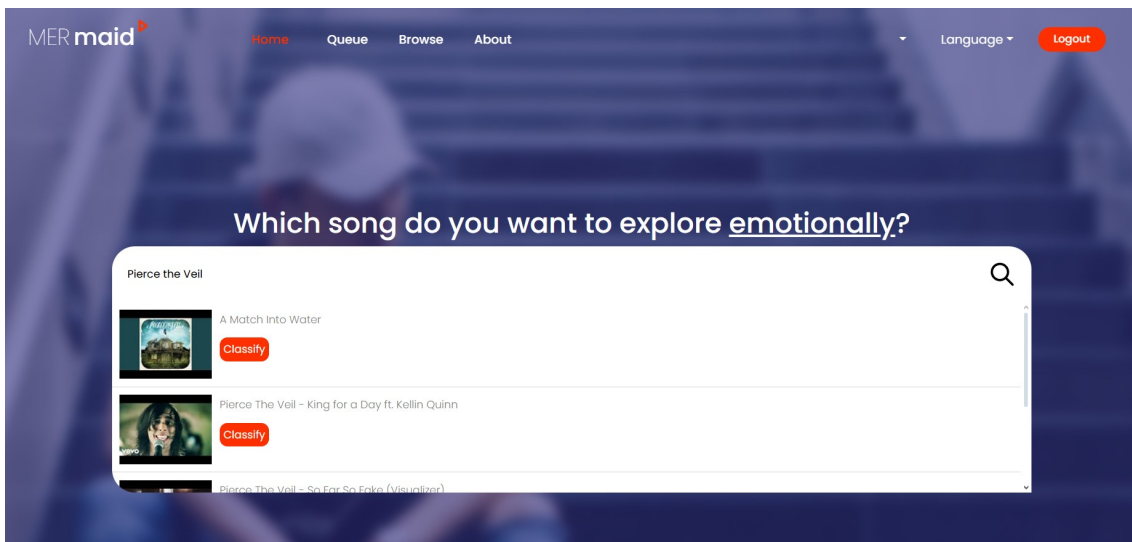 MERmaid
Home Queue Browse About Language Logout
Which song do you want to explore emotionally?
Pierce the Veil
A Match Into Water
Classify
Pierce The Veil - King for a Day ft. Kellin Quinn
vevo
Classify
Pierce The Veil - So Far So Fake (Visualizer)